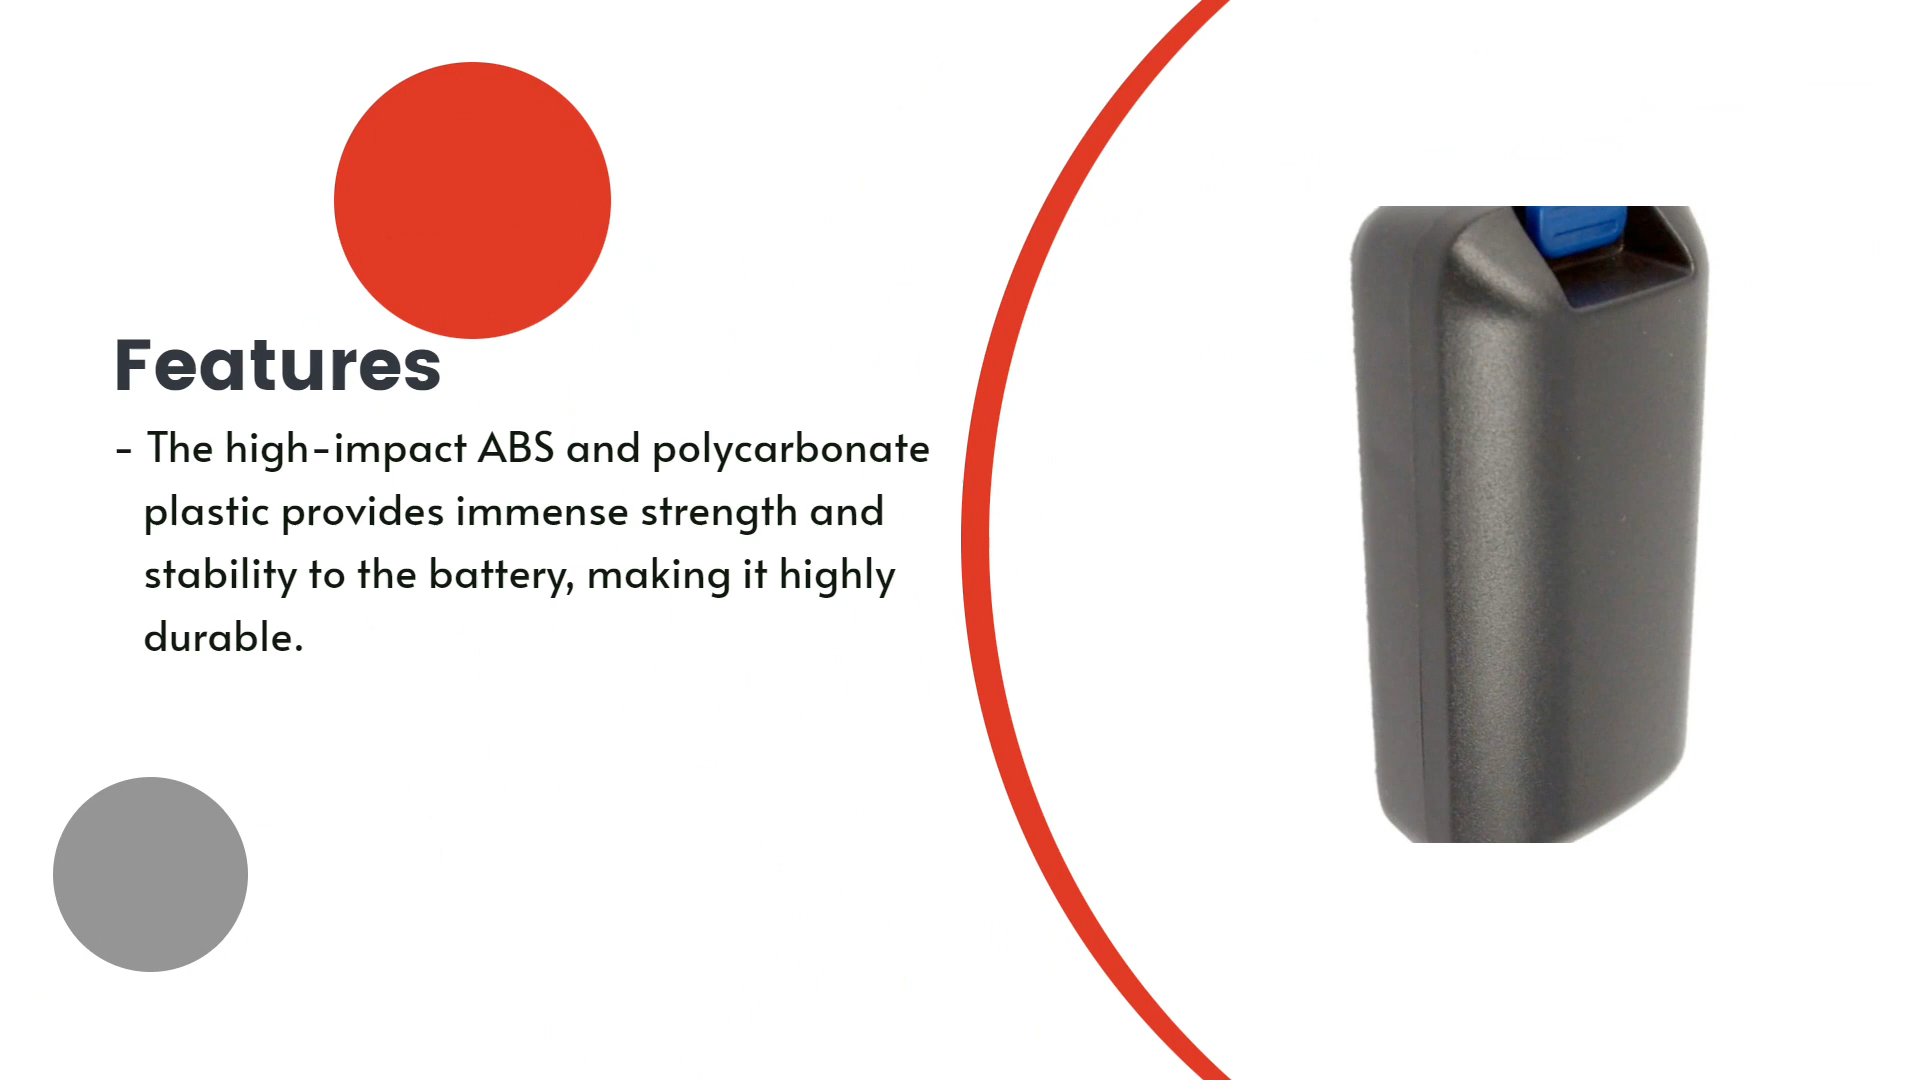 Features
- The high-impact ABS and polycarbonate
plastic provides immense strength and
stability to the battery, making it highly
durable.